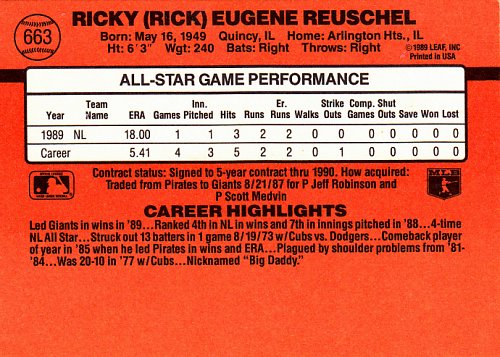 663
RICKY (RICK) EUGENE REUSCHEL
Born: May 16, 1949 Quincy, IL Home: Arlington Hts., IL
Ht: 6' 3" Wgt: 240 Bats: Right Throws: Right
© 1989 LEAF, INC
Printed in USA
ALL-STAR GAME PERFORMANCE
Year Team Name ERA Games Inn. Pitched Hits Runs Er. Runs Walks Strike Outs Comp. Games Shut Outs Save Won Lost
1989 NL 18.00 1 1 3 2 2 0 0 0 0 0 0 0
Career 5.41 4 3 5 2 2 0 1 0 0 0 0 0
Contract status: Signed to 5-year contract thru 1990. How acquired:
Traded from Pirates to Giants 8/21/87 for P Jeff Robinson and
P Scott Medvin
CAREER HIGHLIGHTS
Led Giants in wins in '89...Ranked 4th in NL in wins and 7th in innings pitched in '88...4-time
NL All Star...Struck out 13 batters in 1 game 8/19/73 w/Cubs vs. Dodgers...Comeback player
of year in '85 when led Pirates in wins and ERA...Plagued by shoulder problems from '81-
'84...Was 20-10 in '77 w/Cubs...Nicknamed "Big Daddy."